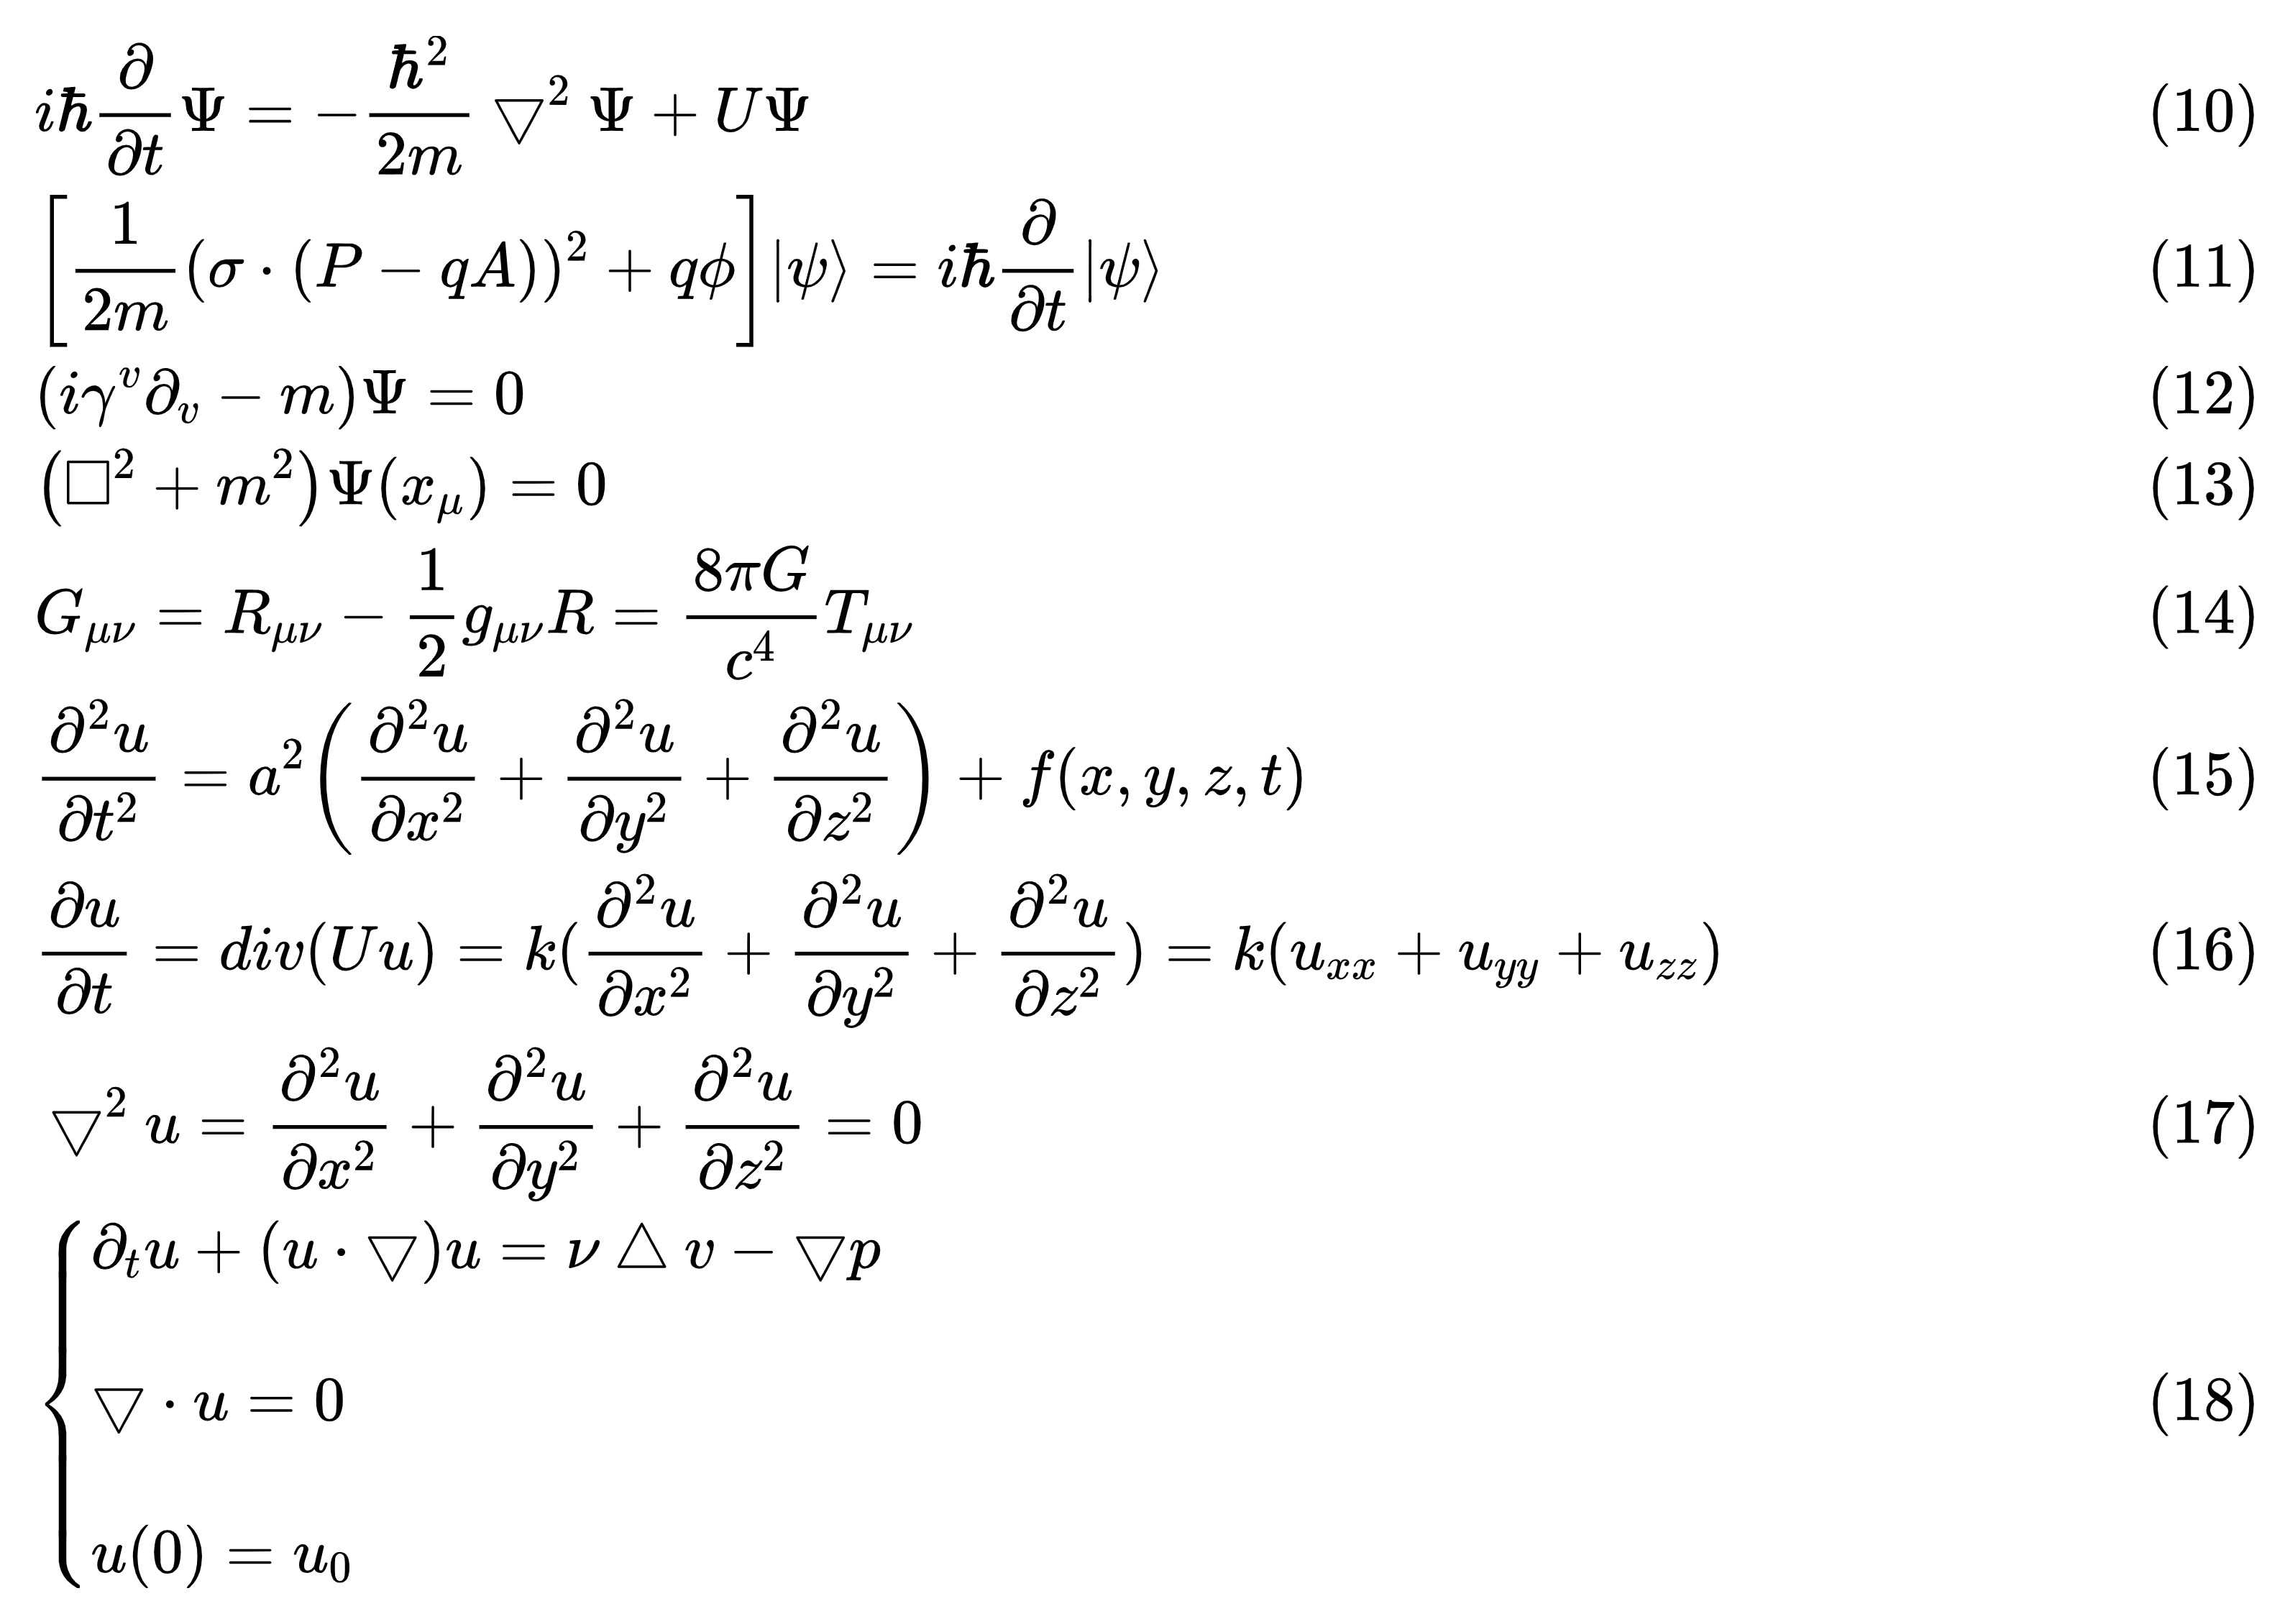 iħ ∂/∂t Ψ = −ħ²/2m ▽² Ψ + UΨ (10)
[1/2m (σ · (P − qA))² + qϕ] |ψ⟩ = iħ ∂/∂t |ψ⟩ (11)
(iγᵛ∂ᵥ − m)Ψ = 0 (12)
(□² + m²)Ψ(x_μ) = 0 (13)
G_μν = R_μν − 1/2 g_μν R = 8πG/c⁴ T_μν (14)
∂²u/∂t² = a²(∂²u/∂x² + ∂²u/∂y² + ∂²u/∂z²) + f(x, y, z, t) (15)
∂u/∂t = div(Uu) = k(∂²u/∂x² + ∂²u/∂y² + ∂²u/∂z²) = k(u_xx + u_yy + u_zz) (16)
▽² u = ∂²u/∂x² + ∂²u/∂y² + ∂²u/∂z² = 0 (17)
{ ∂_t u + (u · ▽)u = ν △ v − ▽p
▽ · u = 0 (18)
u(0) = u₀